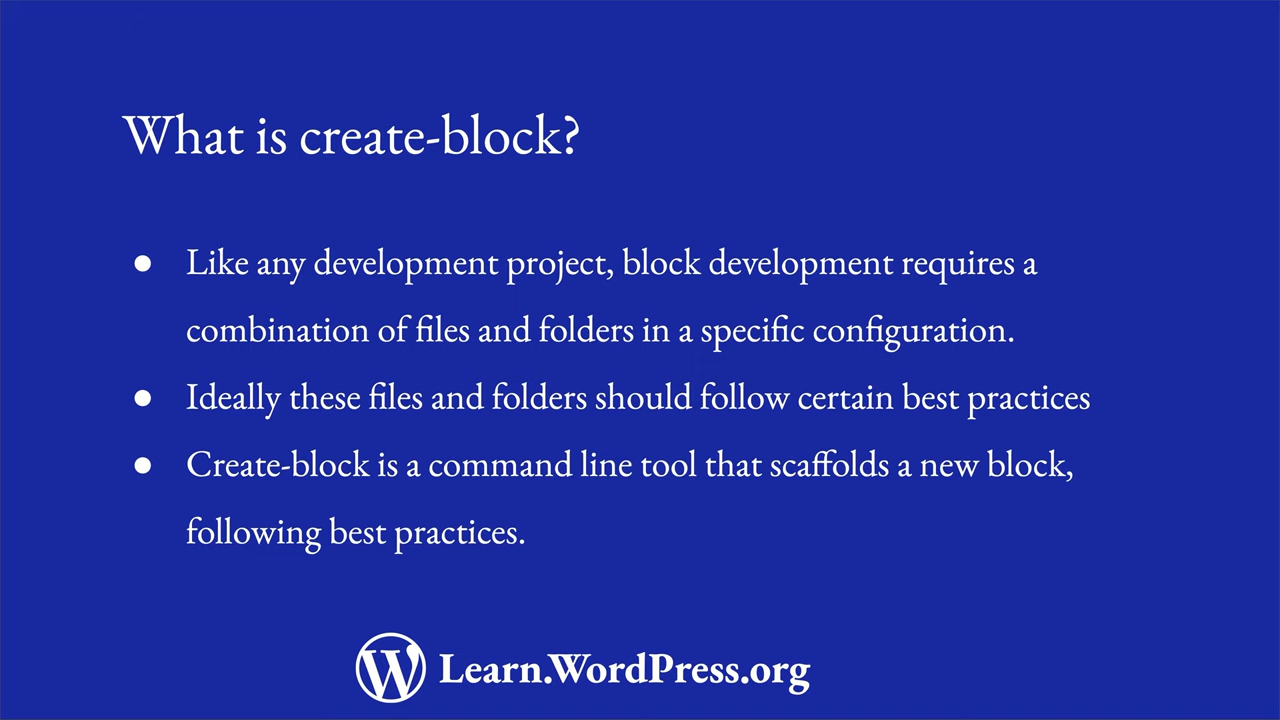 What is create-block?
● Like any development project, block development requires a
combination of files and folders in a specific configuration.
● Ideally these files and folders should follow certain best practices
● Create-block is a command line tool that scaffolds a new block,
following best practices.
Learn.WordPress.org